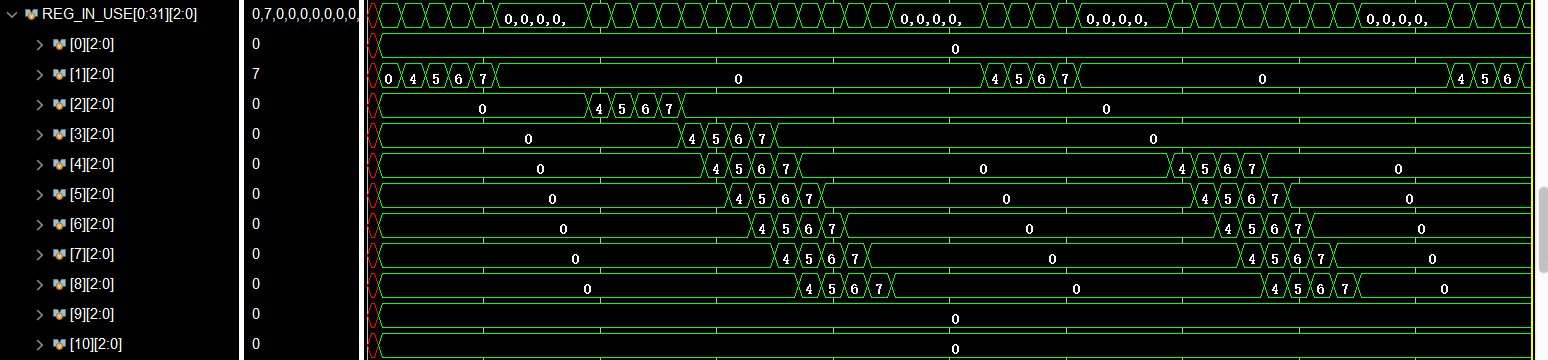 REG_IN_USE[0:31][2:0] 0,7,0,0,0,0,0,0,0, 0,0,0,0, 0,0,0,0, 0,0,0,0, 0,0,0,0,
[0][2:0] 0 0
[1][2:0] 7 0 4 5 6 7 0 4 5 6 7 0 4 5 6
[2][2:0] 0 0 4 5 6 7 0
[3][2:0] 0 0 4 5 6 7 0
[4][2:0] 0 0 4 5 6 7 0 4 5 6 7 0
[5][2:0] 0 0 4 5 6 7 0 4 5 6 7 0
[6][2:0] 0 0 4 5 6 7 0 4 5 6 7 0
[7][2:0] 0 0 4 5 6 7 0 4 5 6 7 0
[8][2:0] 0 0 4 5 6 7 0 4 5 6 7 0
[9][2:0] 0 0
[10][2:0] 0 0